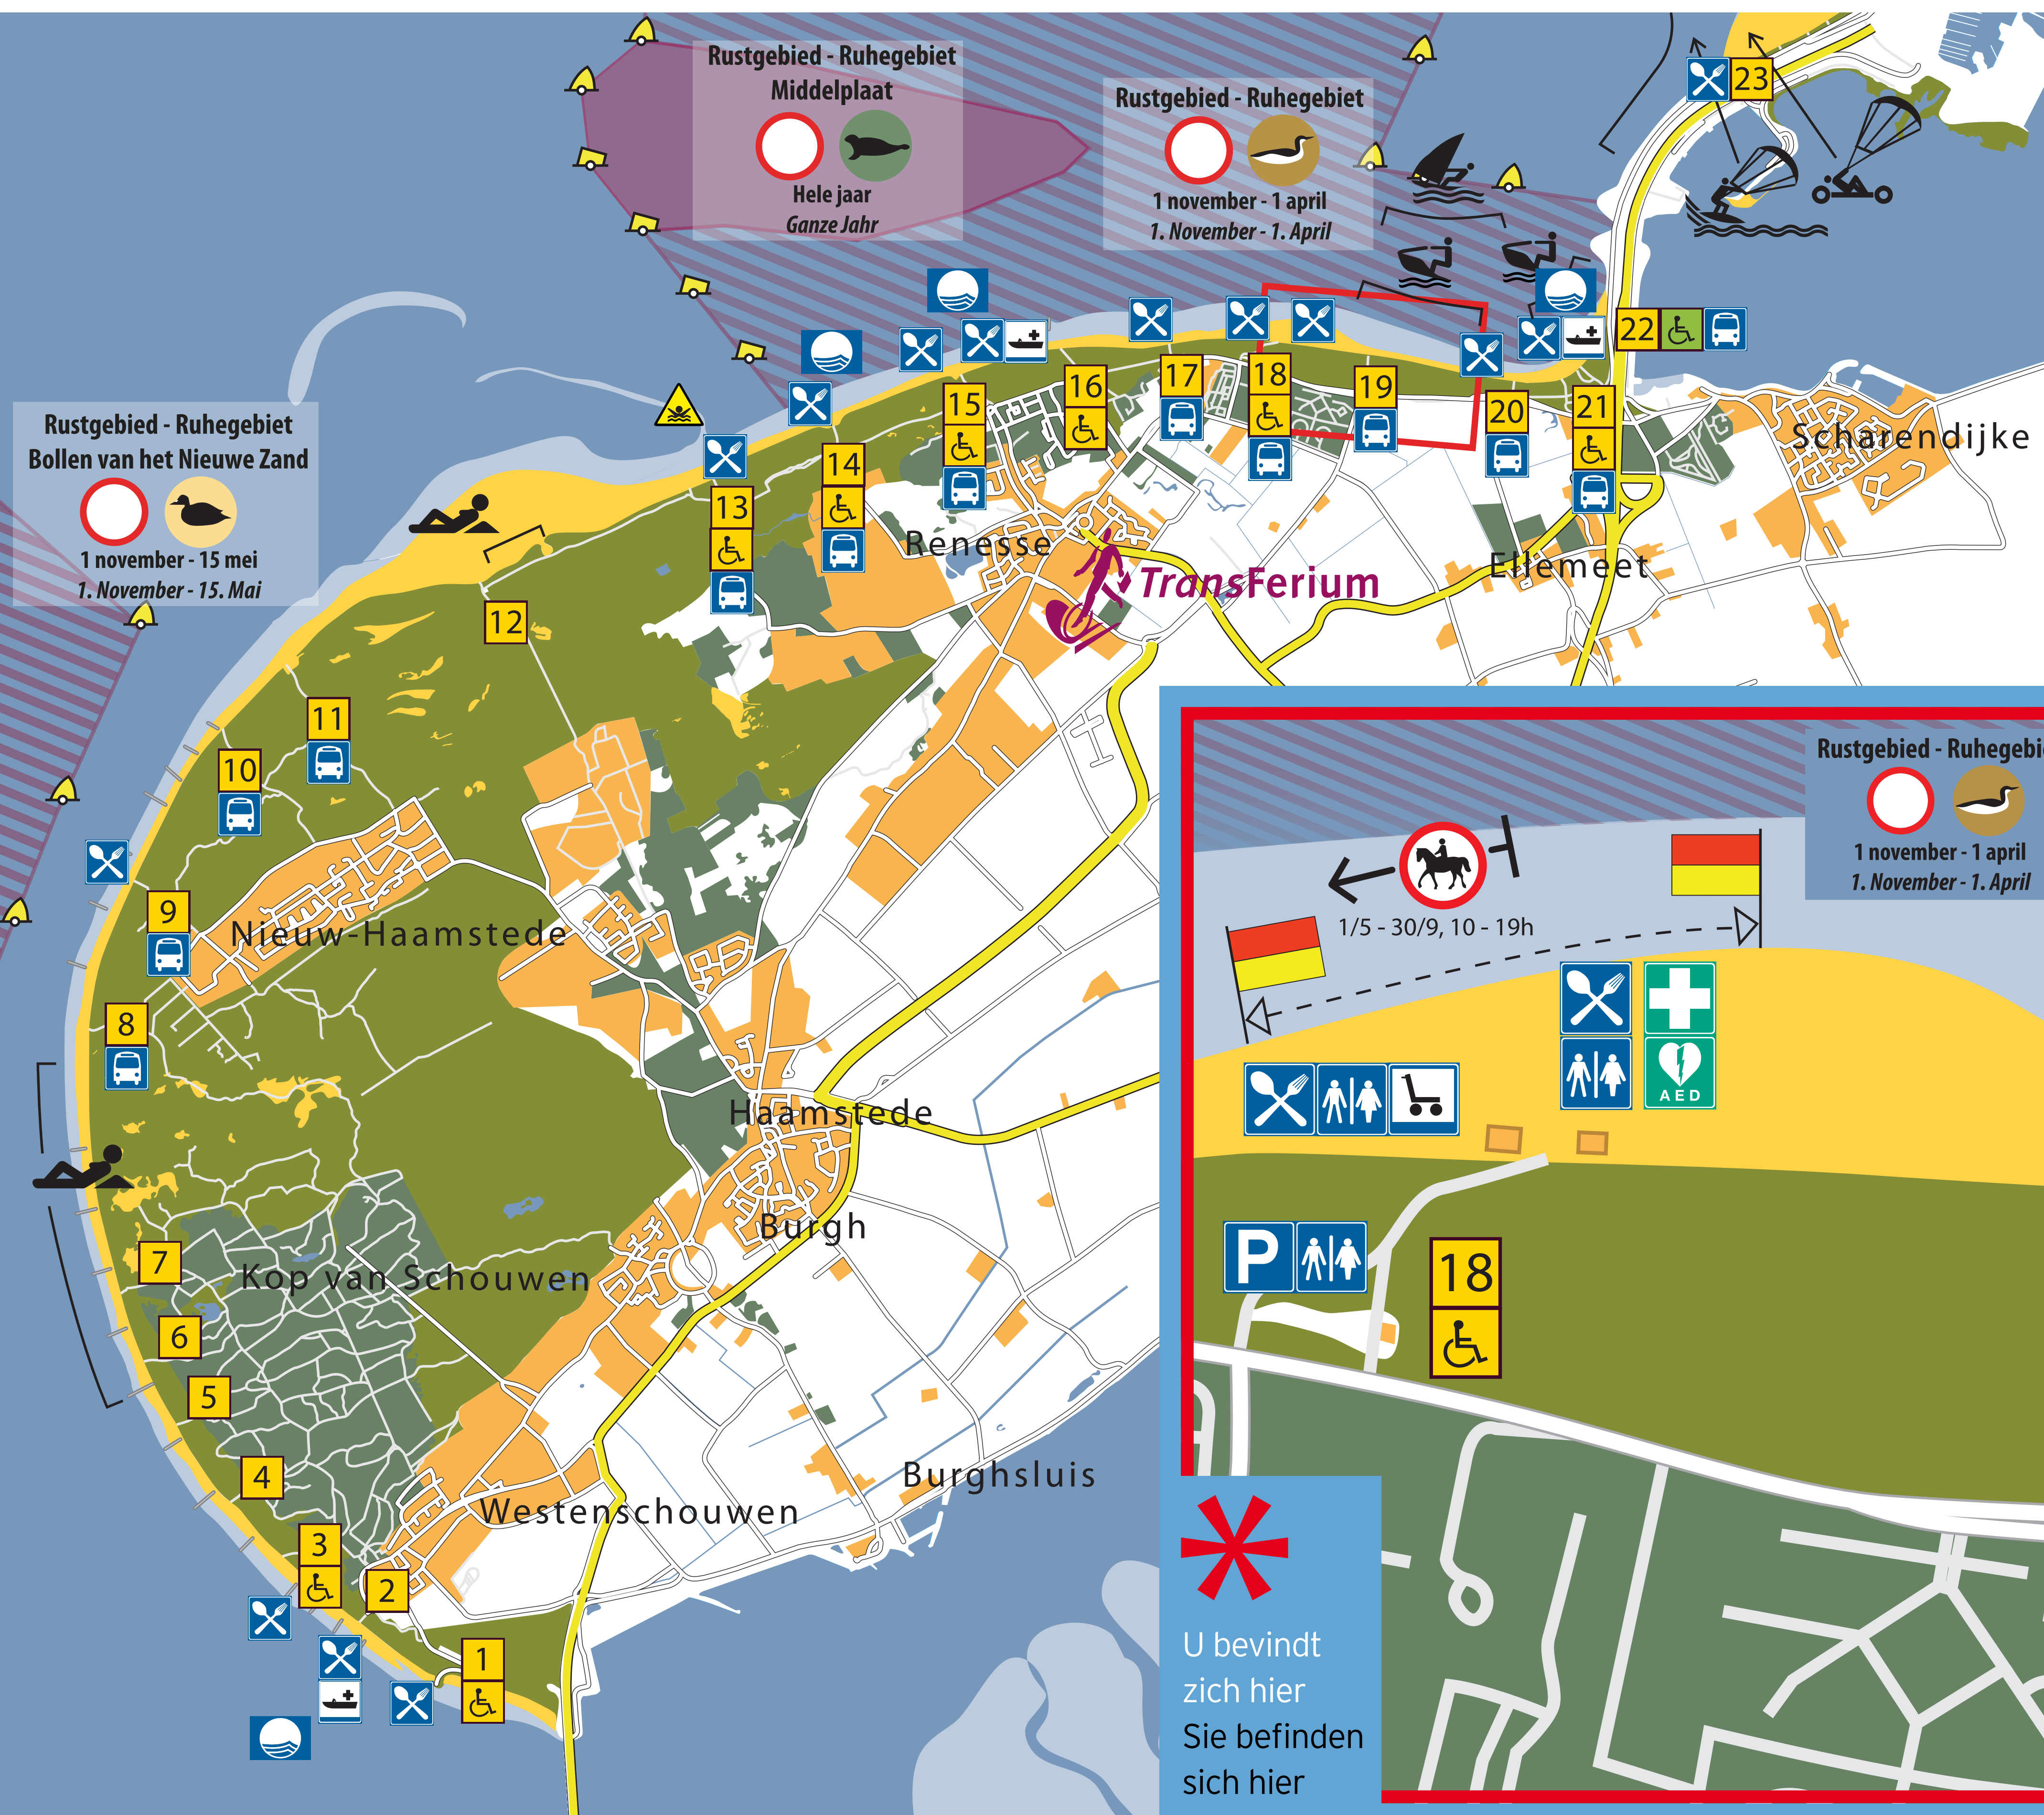 Rustgebied - Ruhegebiet
Middelplaat
Hele jaar
Ganze Jahr
Rustgebied - Ruhegebiet
1 november - 1 april
1. November - 1. April
23
22
Rustgebied - Ruhegebiet
Bollen van het Nieuwe Zand
1 november - 15 mei
1. November - 15. Mai
13
14
15
16
17
18
19
20
21
Scharendijke
Renesse
Ellemeet
TransFerium
12
11
10
9
8
Nieuw-Haamstede
Haamstede
Burgh
Kop van Schouwen
7
6
5
4
3
2
1
Westenschouwen
Burghsluis
Rustgebied - Ruhegebi
1 november - 1 april
1. November - 1. April
1/5 - 30/9, 10 - 19h
AED
P
18
U bevindt
zich hier
Sie befinden
sich hier